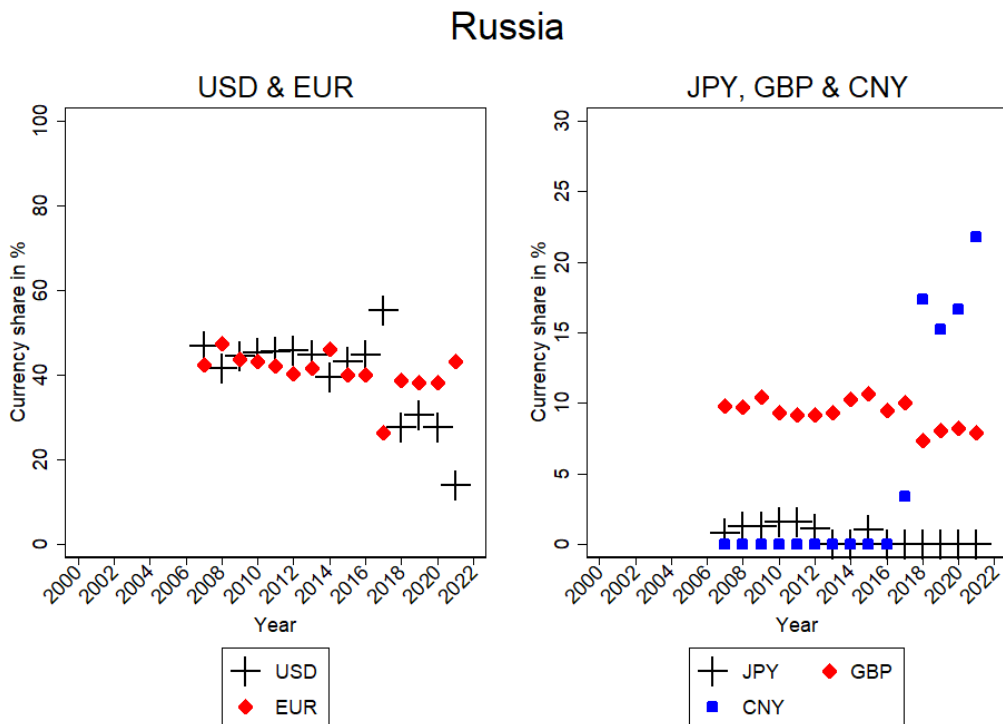 Russia
USD & EUR
Currency share in %
100
80
60
40
20
0
2000 2002 2004 2006 2008 2010 2012 2014 2016 2018 2020 2022
Year
USD
EUR
JPY, GBP & CNY
Currency share in %
30
25
20
15
10
5
0
2000 2002 2004 2006 2008 2010 2012 2014 2016 2018 2020 2022
Year
JPY GBP
CNY